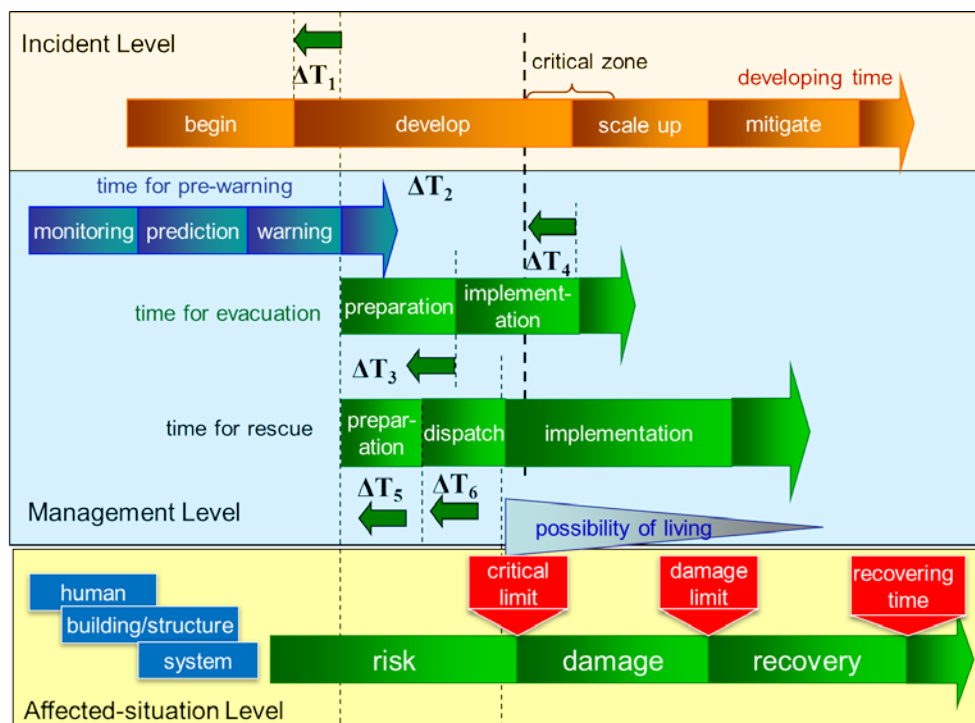 Incident Level
ΔT1
critical zone
developing time
begin
develop
scale up
mitigate
time for pre-warning
ΔT2
monitoring
prediction
warning
ΔT4
time for evacuation
preparation
implement-
ation
ΔT3
time for rescue
prepar-
ation
dispatch
implementation
ΔT5
ΔT6
Management Level
possibility of living
human
building/structure
system
critical
limit
damage
limit
recovering
time
risk
damage
recovery
Affected-situation Level